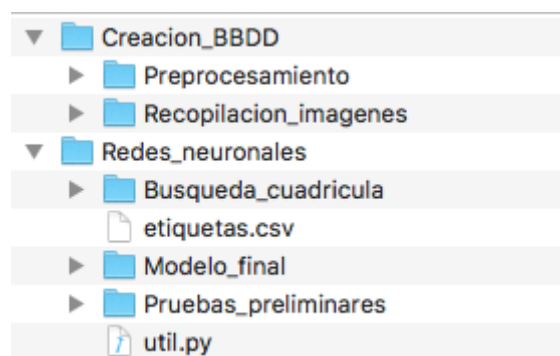 Creacion_BBDD
Preprocesamiento
Recopilacion_imagenes
Redes_neuronales
Busqueda_cuadricula
etiquetas.csv
Modelo_final
Pruebas_preliminares
util.py